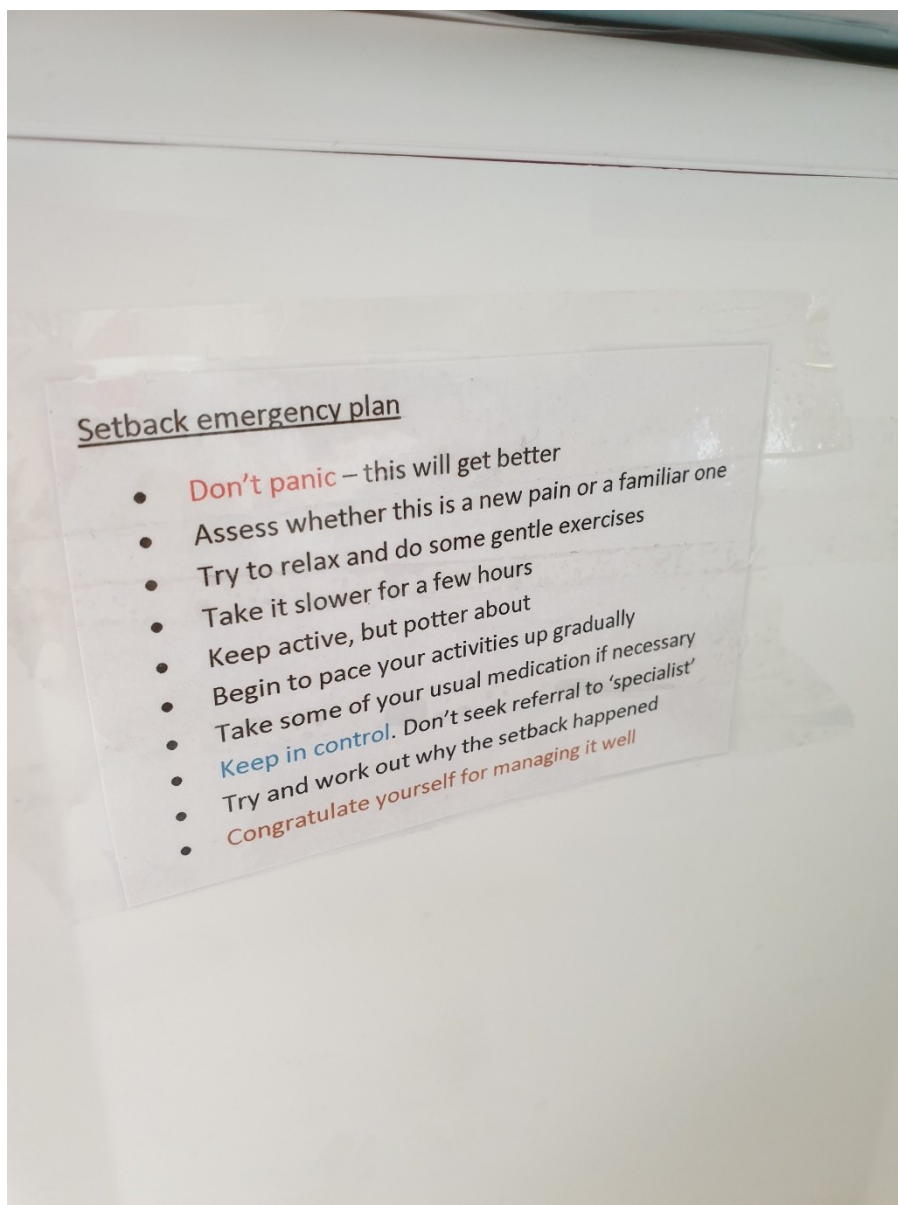 Setback emergency plan
• Don't panic – this will get better
• Assess whether this is a new pain or a familiar one
• Try to relax and do some gentle exercises
• Take it slower for a few hours
• Keep active, but potter about
• Begin to pace your activities up gradually
• Take some of your usual medication if necessary
• Keep in control. Don't seek referral to 'specialist'
• Try and work out why the setback happened
• Congratulate yourself for managing it well